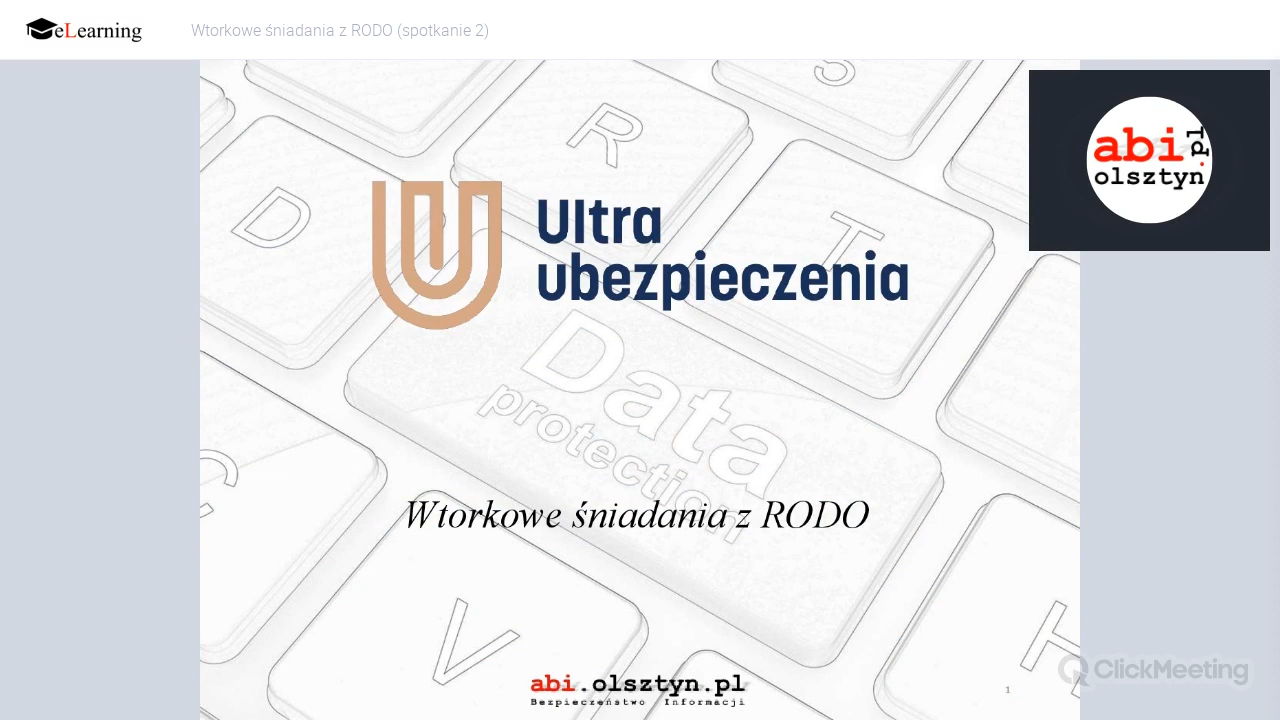 eLearning
Wtorkowe śniadania z RODO (spotkanie 2)
S
R
D
T
abi.pl
olsztyn
Ultra
ubezpieczenia
Data
protection
C
Wtorkowe śniadania z RODO
V
H
ClickMeeting
abi.olsztyn.pl
Bezpieczeństwo Informacji
1